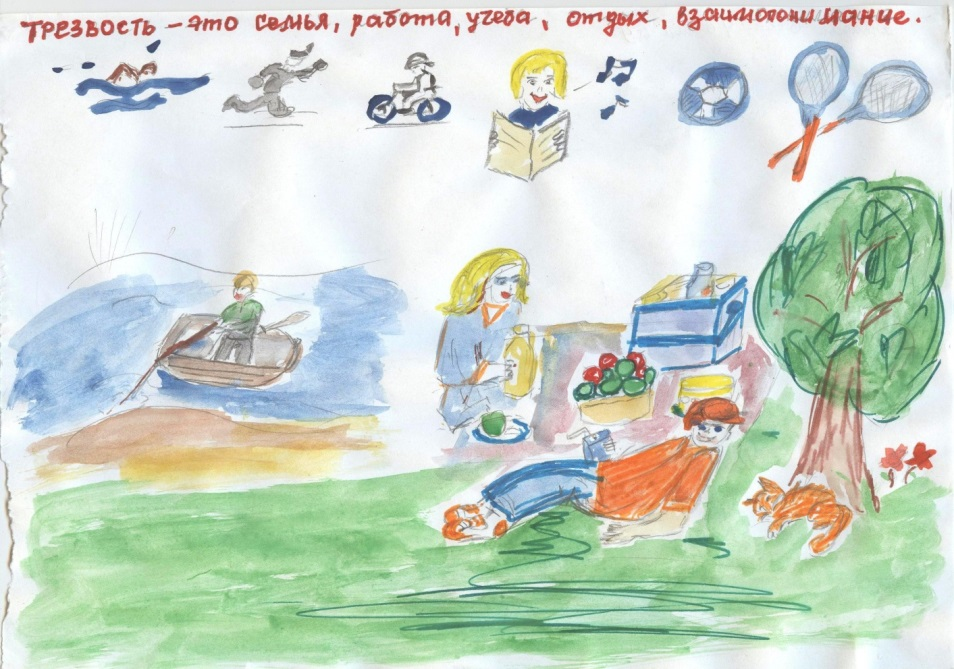 ТРЕЗВОСТЬ - это семья, работа, учеба, отдых, взаимопонимание.